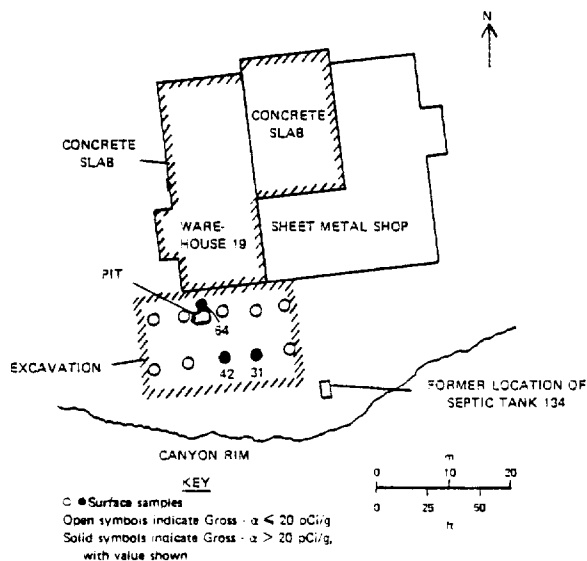 N
CONCRETE
SLAB
CONCRETE
SLAB
WARE-
HOUSE 19
SHEET METAL SHOP
PIT
64
EXCAVATION
42
31
FORMER LOCATION OF
SEPTIC TANK 134
CANYON RIM
m
0 10 20
0 25 50
ft
KEY
○ ● Surface samples
Open symbols indicate Gross - α ≤ 20 pCi/g
Solid symbols indicate Gross - α > 20 pCi/g,
with value shown